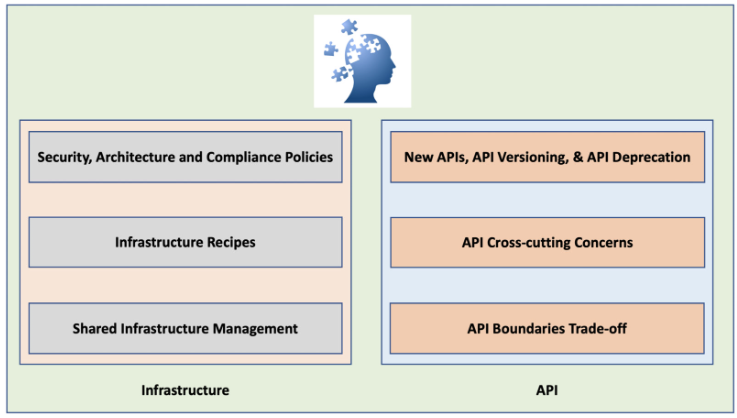 Security, Architecture and Compliance Policies
Infrastructure Recipes
Shared Infrastructure Management
Infrastructure
New APIs, API Versioning, & API Deprecation
API Cross-cutting Concerns
API Boundaries Trade-off
API